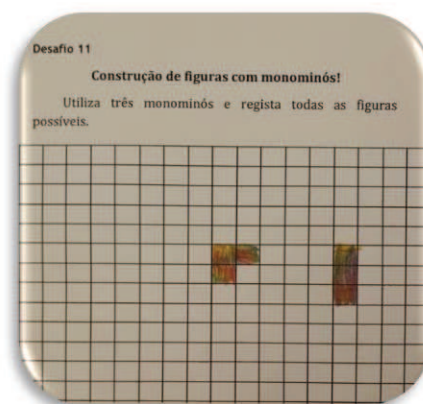 Desafio 11
Construção de figuras com monominós!
Utiliza três monominós e regista todas as figuras
possíveis.